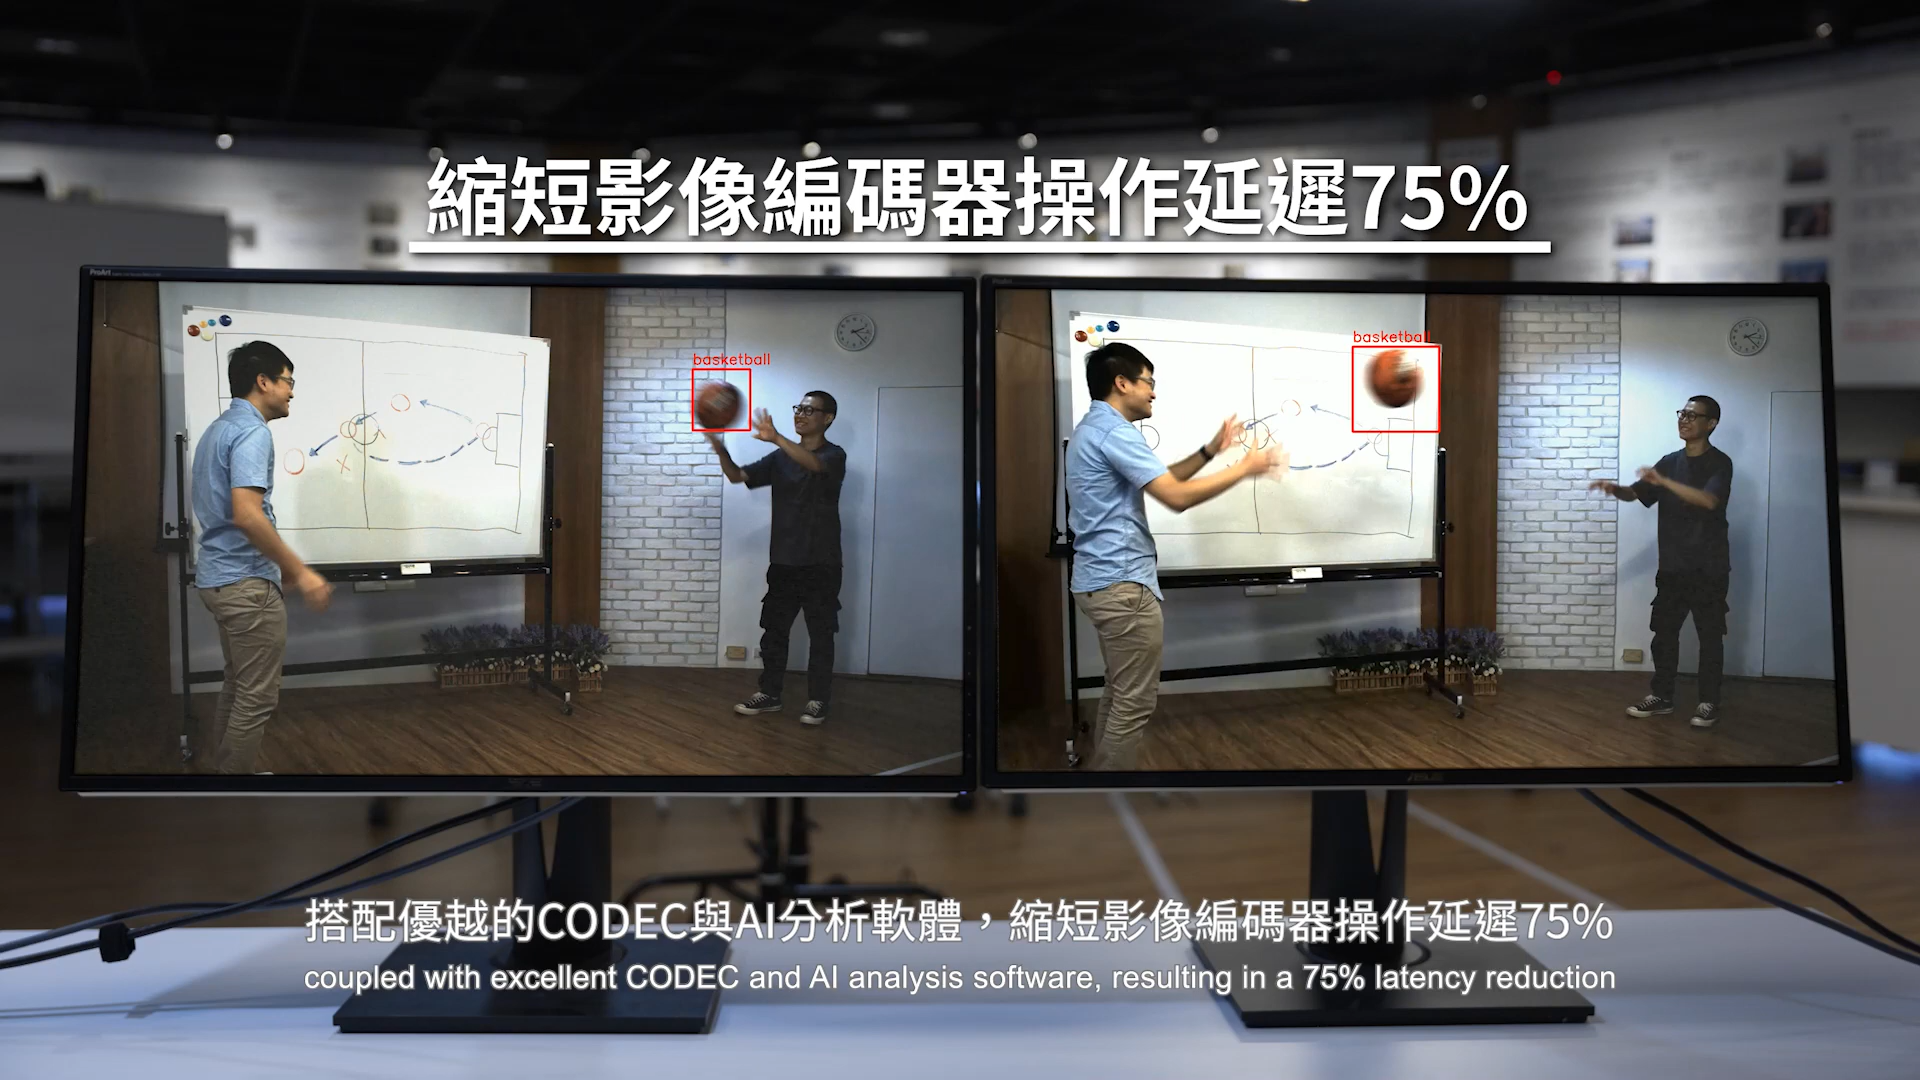 縮短影像編碼器操作延遲75%
ProArt
basketball
basketball
搭配優越的CODEC與AI分析軟體，縮短影像編碼器操作延遲75%
coupled with excellent CODEC and AI analysis software, resulting in a 75% latency reduction